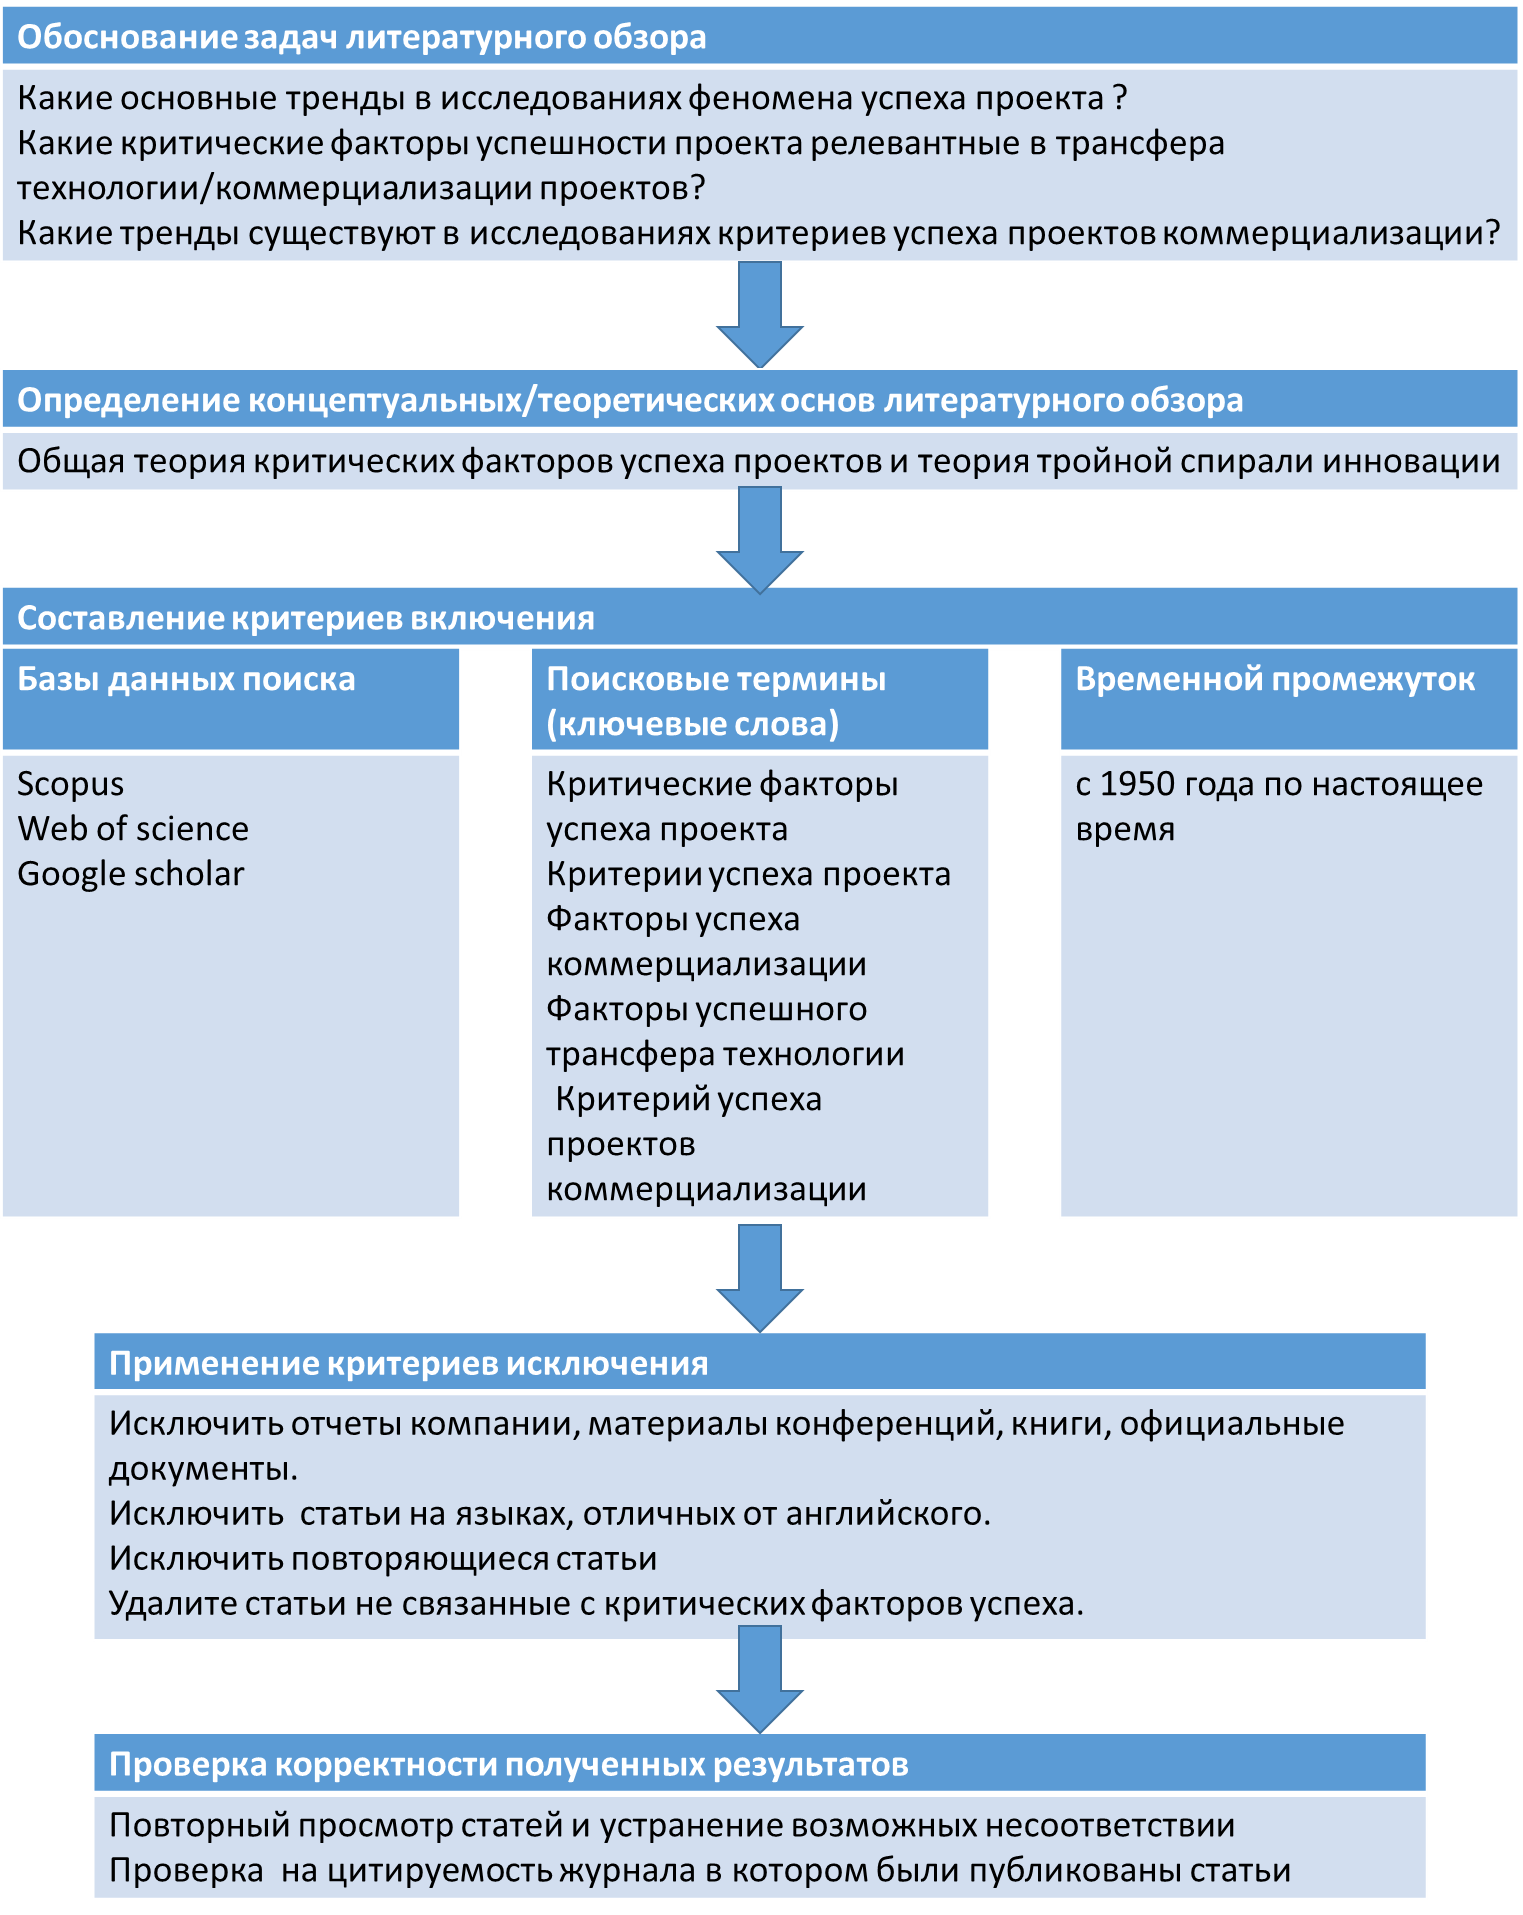 Обоснование задач литературного обзора
Какие основные тренды в исследованиях феномена успеха проекта ?
Какие критические факторы успешности проекта релевантные в трансфера
технологии/коммерциализации проектов?
Какие тренды существуют в исследованиях критериев успеха проектов коммерциализации?
Определение концептуальных/теоретических основ литературного обзора
Общая теория критических факторов успеха проектов и теория тройной спирали инновации
Составление критериев включения
Базы данных поиска
Scopus
Web of science
Google scholar
Поисковые термины
(ключевые слова)
Критические факторы
успеха проекта
Критерии успеха проекта
Факторы успеха
коммерциализации
Факторы успешного
трансфера технологии
Критерий успеха
проектов
коммерциализации
Временной промежуток
с 1950 года по настоящее
время
Применение критериев исключения
Исключить отчеты компании, материалы конференций, книги, официальные
документы.
Исключить  статьи на языках, отличных от английского.
Исключить повторяющиеся статьи
Удалите статьи не связанные с критических факторов успеха.
Проверка корректности полученных результатов
Повторный просмотр статей и устранение возможных несоответствии
Проверка  на цитируемость журнала в котором были публикованы статьи